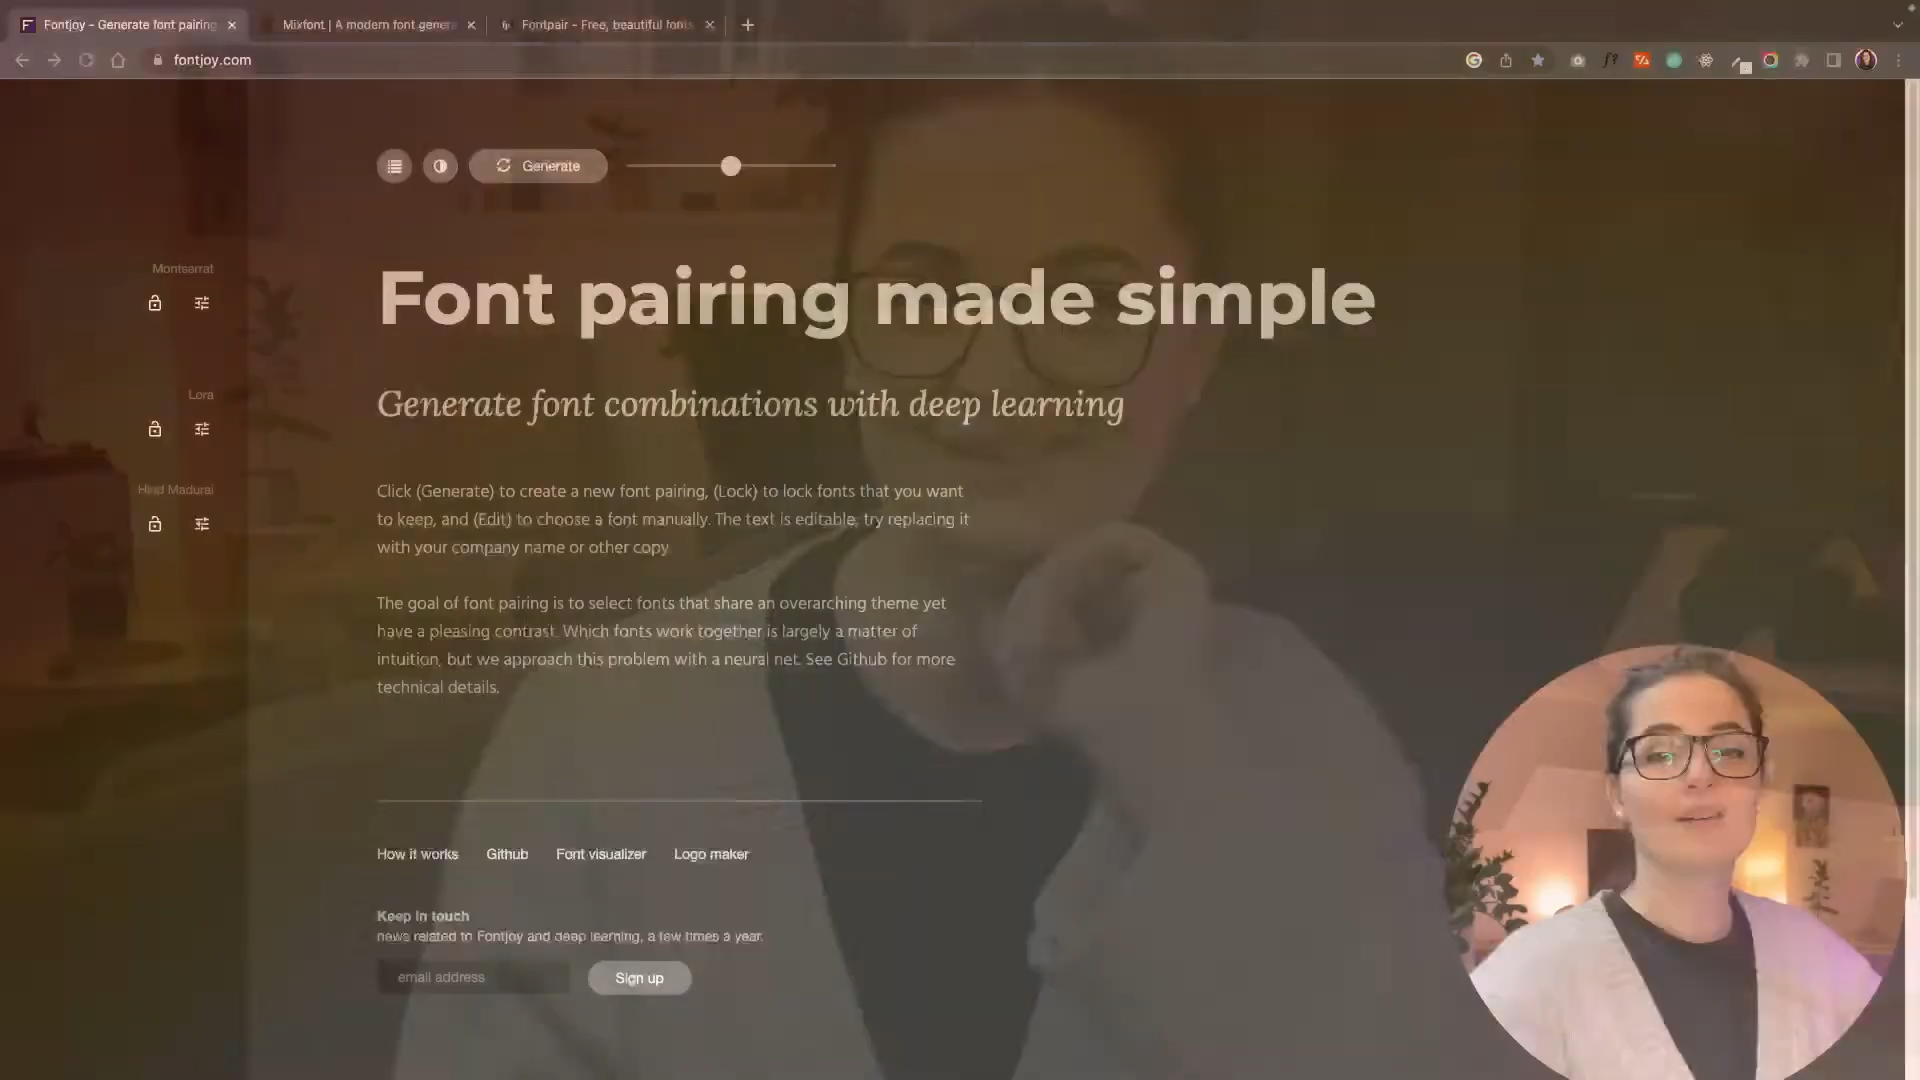 Fontjoy - Generate font pairing
Mixfont | A modern font genera
Fontpair - Free, beautiful fonts
fontjoy.com
Generate
Montserrat
Font pairing made simple
Lora
Generate font combinations with deep learning
Hind Madurai
Click (Generate) to create a new font pairing, (Lock) to lock fonts that you want
to keep, and (Edit) to choose a font manually. The text is editable, try replacing it
with your company name or other copy.
The goal of font pairing is to select fonts that share an overarching theme yet
have a pleasing contrast. Which fonts work together is largely a matter of
intuition, but we approach this problem with a neural net. See Github for more
technical details.
How it works Github Font visualizer Logo maker
Keep in touch
news related to Fontjoy and deep learning, a few times a year.
email address
Sign up